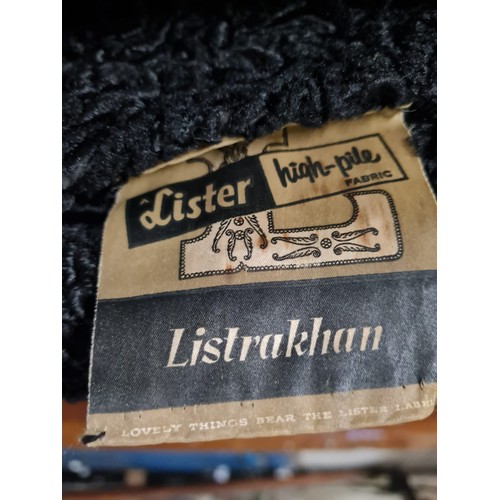 Lister high-pile
FABRIC
Listrakhan
LOVELY THINGS BEAR THE LISTER LABEL